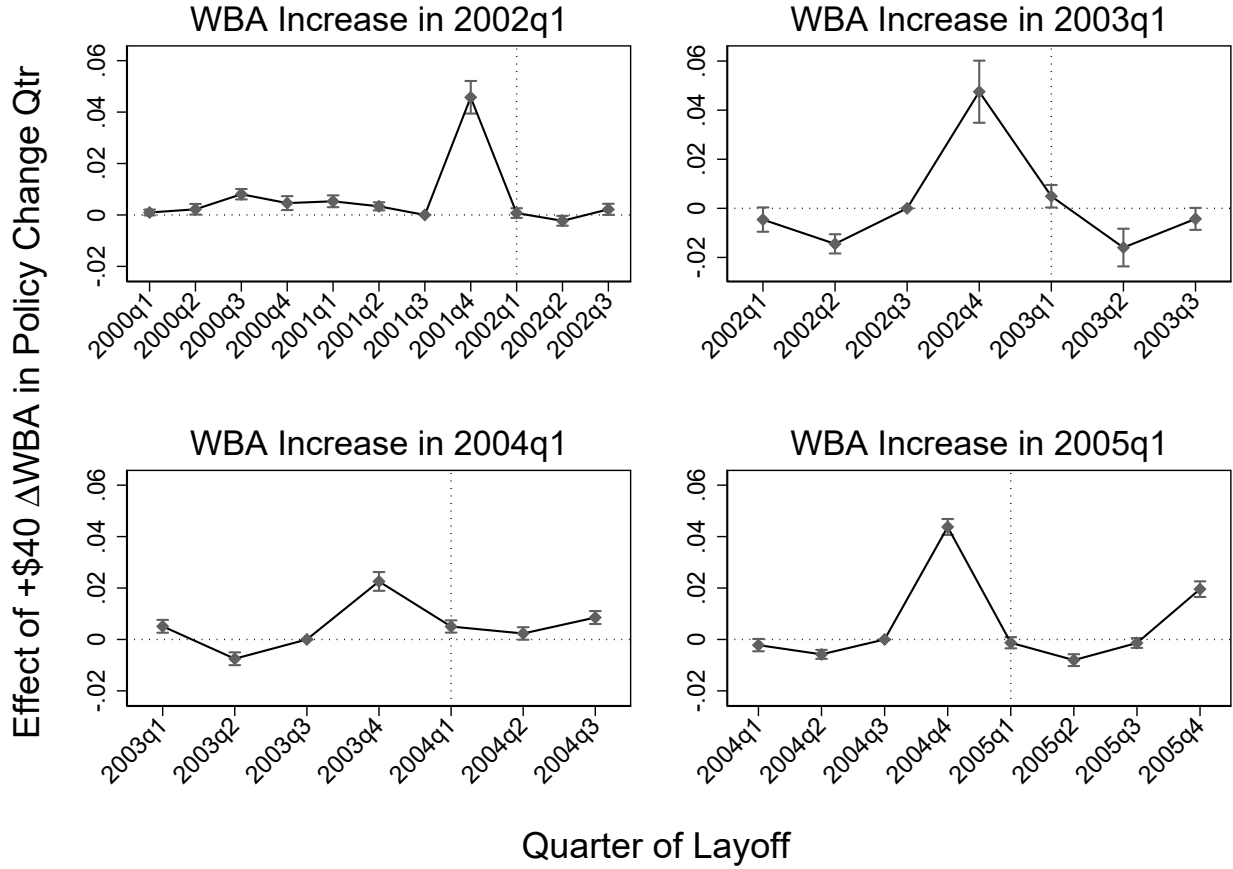 Effect of +$40 ΔWBA in Policy Change Qtr
WBA Increase in 2002q1
.06
.04
.02
0
-.02
2000q1 2000q2 2000q3 2000q4 2001q1 2001q2 2001q3 2001q4 2002q1 2002q2 2002q3
WBA Increase in 2003q1
.06
.04
.02
0
-.02
2002q1 2002q2 2002q3 2002q4 2003q1 2003q2 2003q3
WBA Increase in 2004q1
.06
.04
.02
0
-.02
2003q1 2003q2 2003q3 2003q4 2004q1 2004q2 2004q3
WBA Increase in 2005q1
.06
.04
.02
0
-.02
2004q1 2004q2 2004q3 2004q4 2005q1 2005q2 2005q3 2005q4
Quarter of Layoff